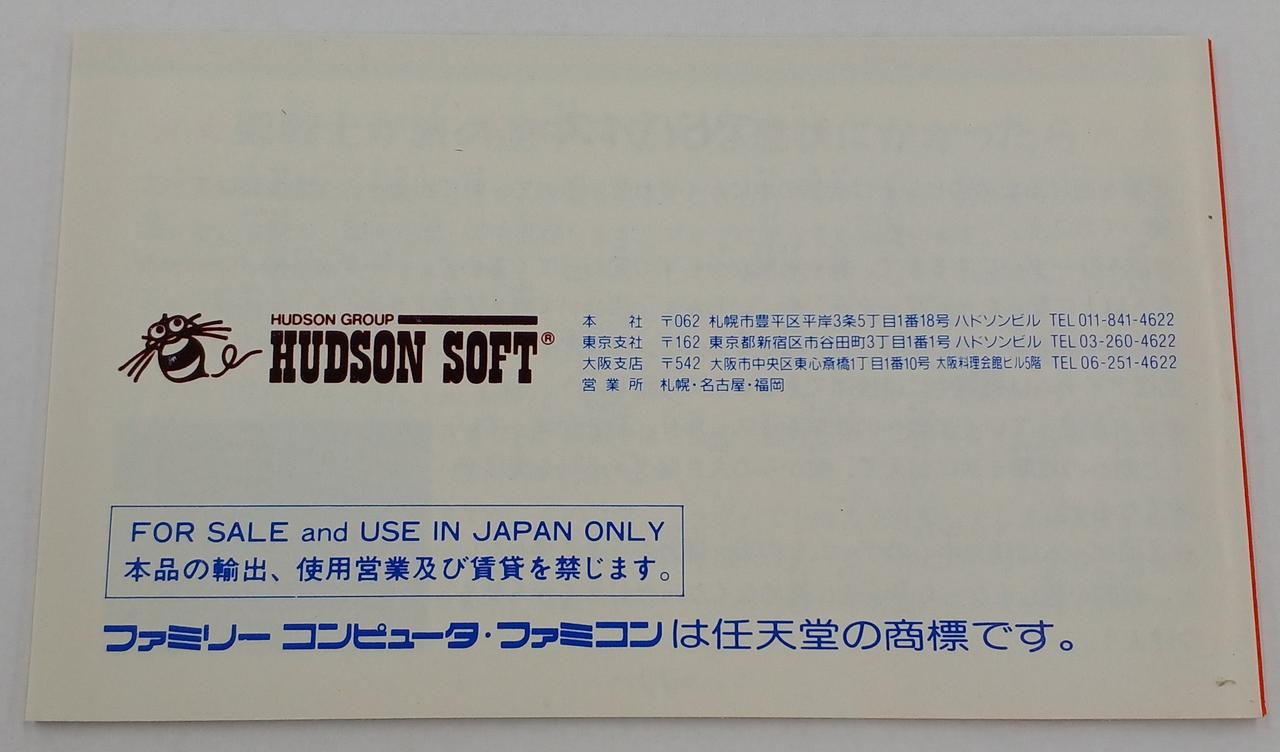 HUDSON GROUP
HUDSON SOFT®
本社 〒062 札幌市豊平区平岸3条5丁目1番18号 ハドソンビル TEL 011-841-4622
東京支社 〒162 東京都新宿区市谷田町3丁目1番1号 ハドソンビル TEL 03-260-4622
大阪支店 〒542 大阪市中央区東心斎橋1丁目1番10号 大阪料理会館ビル5階 TEL 06-251-4622
営業所 札幌・名古屋・福岡
FOR SALE and USE IN JAPAN ONLY
本品の輸出、使用営業及び賃貸を禁じます。
ファミリーコンピュータ・ファミコンは任天堂の商標です。